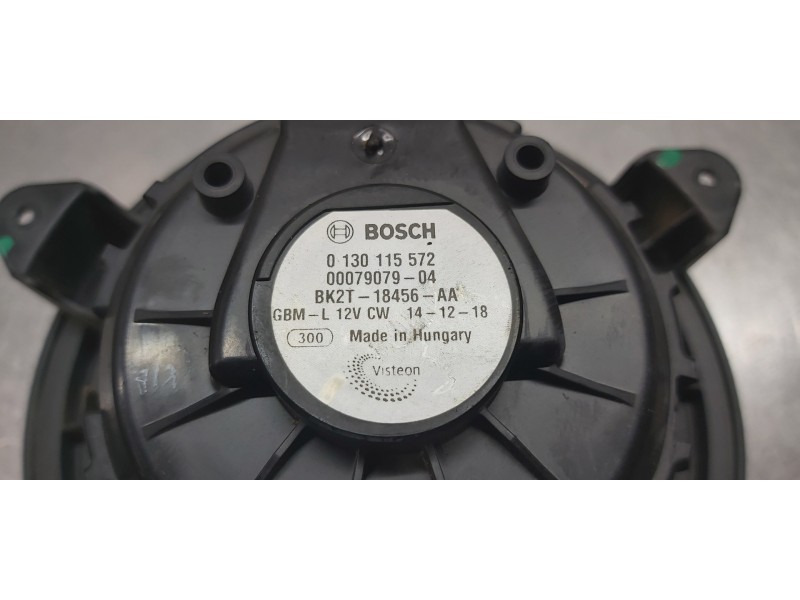 BOSCH
0 130 115 572
00079079-04
BK2T-18456-AA
GBM-L 12V CW 14-12-18
300 Made in Hungary
Visteon